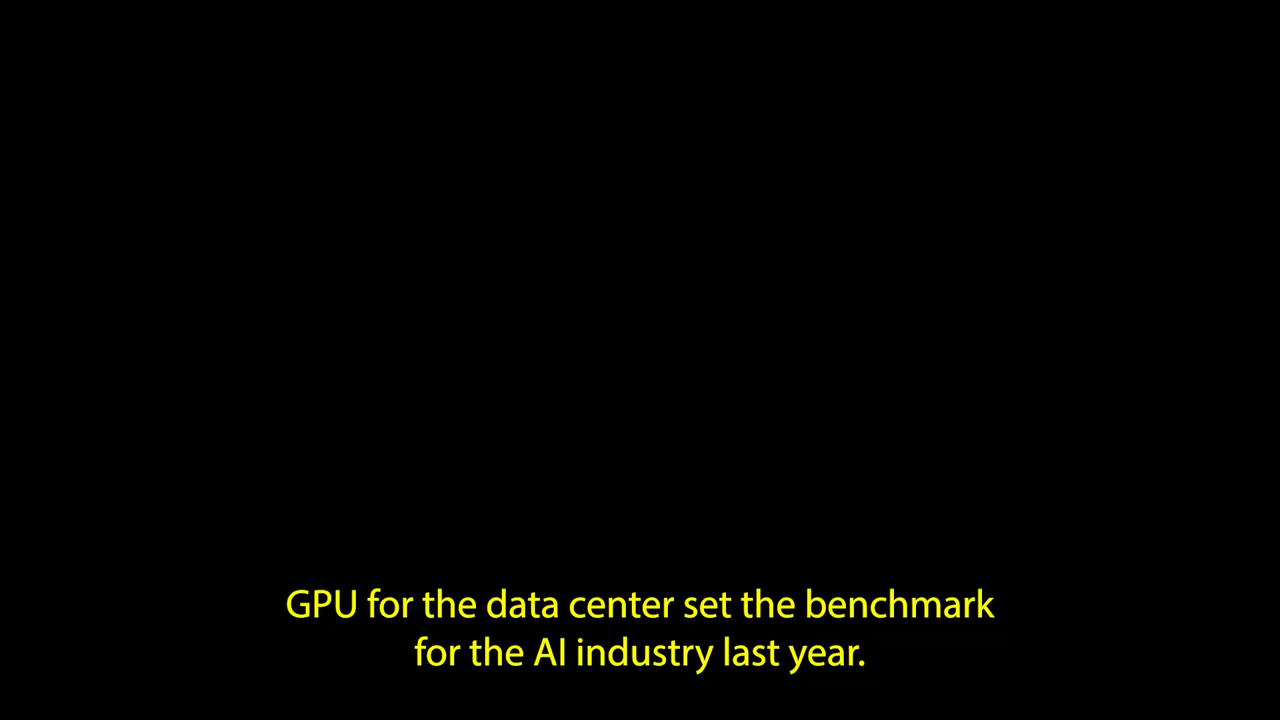 GPU for the data center set the benchmark
for the AI industry last year.